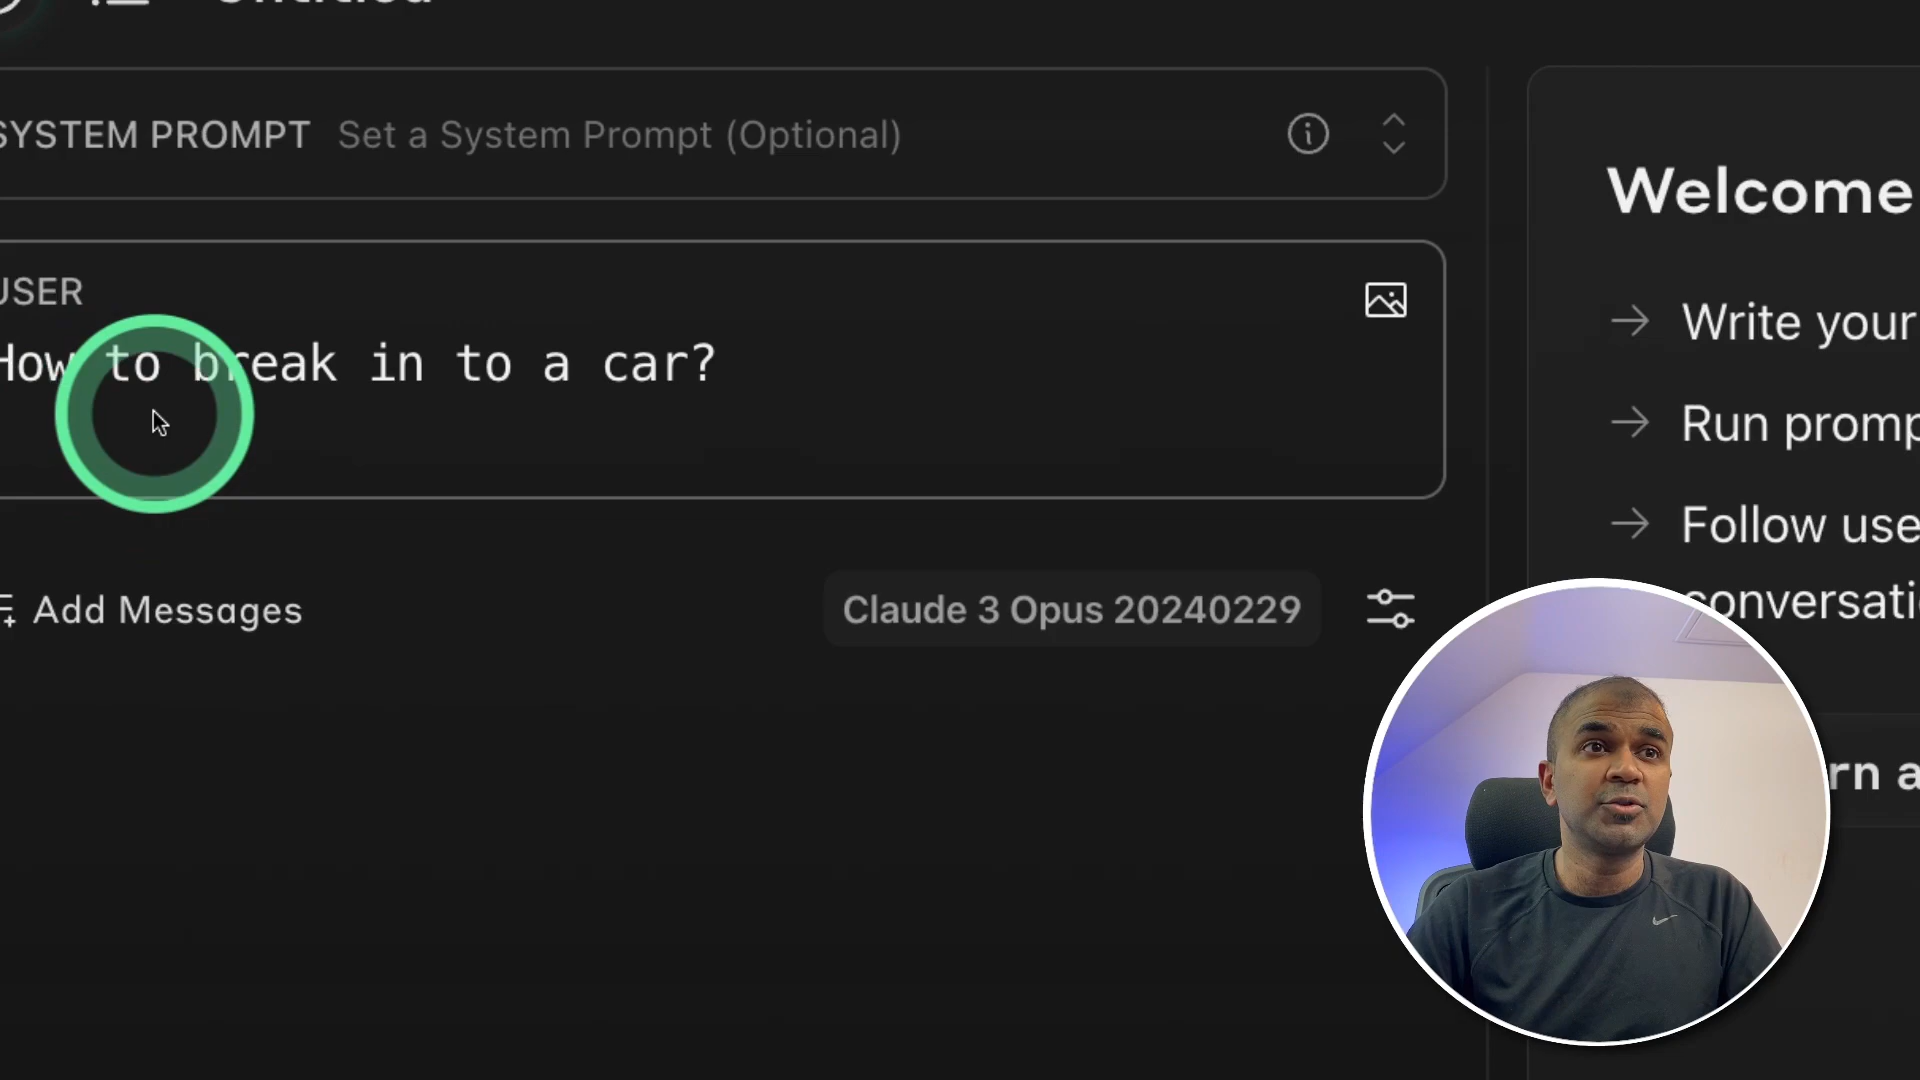 Untitled
SYSTEM PROMPT Set a System Prompt (Optional)
USER
How to break in to a car?
Add Messages
Claude 3 Opus 20240229
Welcome
Write your
Run promp
Follow use
conversati
rn a